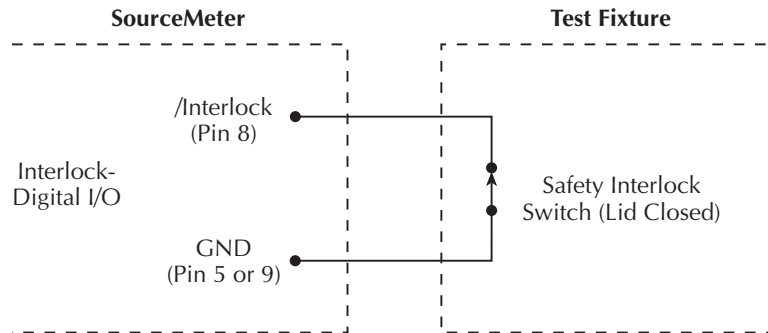 SourceMeter
Test Fixture
/Interlock
(Pin 8)
Interlock-
Digital I/O
Safety Interlock
Switch (Lid Closed)
GND
(Pin 5 or 9)